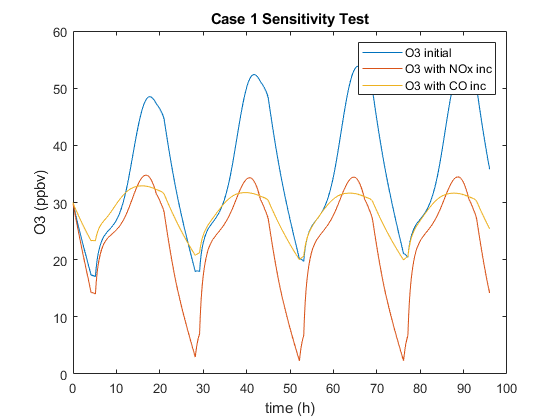 Case 1 Sensitivity Test
O3 initial
O3 with NOx inc
O3 with CO inc
O3 (ppbv)
60
50
40
30
20
10
0
0 10 20 30 40 50 60 70 80 90 100
time (h)